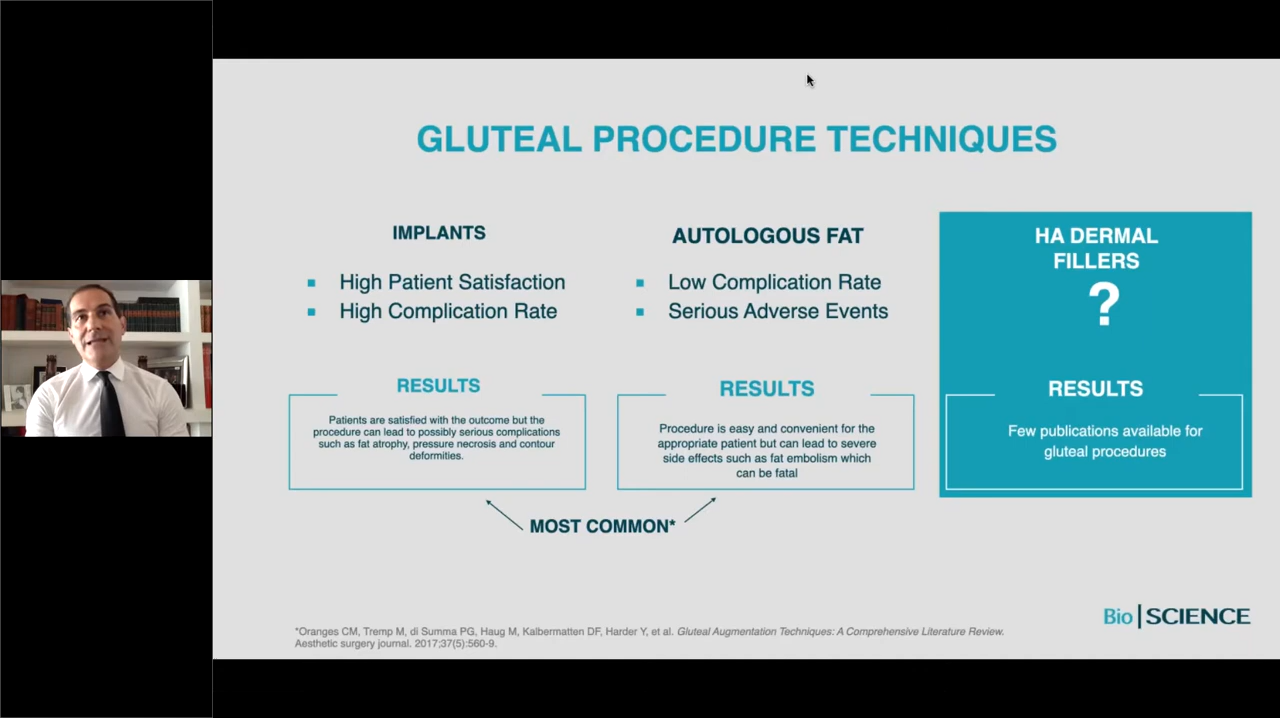 GLUTEAL PROCEDURE TECHNIQUES
IMPLANTS
▪ High Patient Satisfaction
▪ High Complication Rate
RESULTS
Patients are satisfied with the outcome but the
procedure can lead to possibly serious complications
such as fat atrophy, pressure necrosis and contour
deformities.
AUTOLOGOUS FAT
▪ Low Complication Rate
▪ Serious Adverse Events
RESULTS
Procedure is easy and convenient for the
appropriate patient but can lead to severe
side effects such as fat embolism which
can be fatal
HA DERMAL
FILLERS
?
RESULTS
Few publications available for
gluteal procedures
MOST COMMON*
Bio|SCIENCE
*Oranges CM, Tremp M, di Summa PG, Haug M, Kalbermatten DF, Harder Y, et al. Gluteal Augmentation Techniques: A Comprehensive Literature Review.
Aesthetic surgery journal. 2017;37(5):560-9.